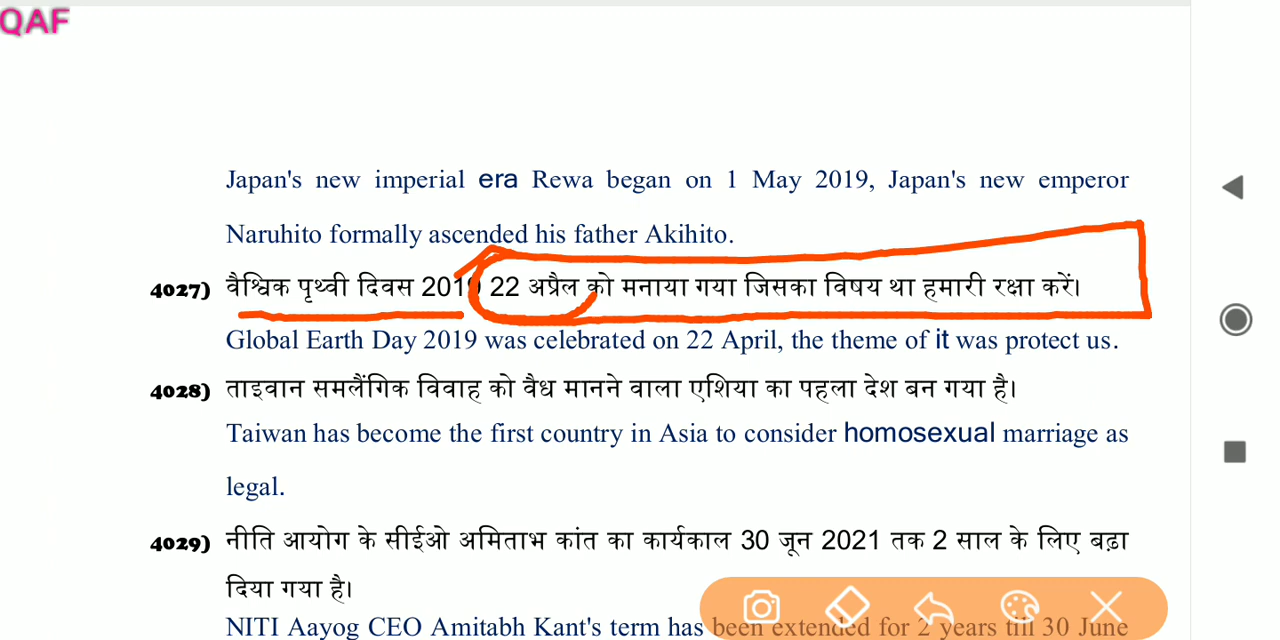 QAF
Japan's new imperial era Rewa began on 1 May 2019, Japan's new emperor
Naruhito formally ascended his father Akihito.
4027) वैश्विक पृथ्वी दिवस 2019 22 अप्रैल को मनाया गया जिसका विषय था हमारी रक्षा करें।
Global Earth Day 2019 was celebrated on 22 April, the theme of it was protect us.
4028) ताइवान समलैंगिक विवाह को वैध मानने वाला एशिया का पहला देश बन गया है।
Taiwan has become the first country in Asia to consider homosexual marriage as
legal.
4029) नीति आयोग के सीईओ अमिताभ कांत का कार्यकाल 30 जून 2021 तक 2 साल के लिए बढ़ा
दिया गया है।
NITI Aayog CEO Amitabh Kant's term has been extended for 2 years till 30 June